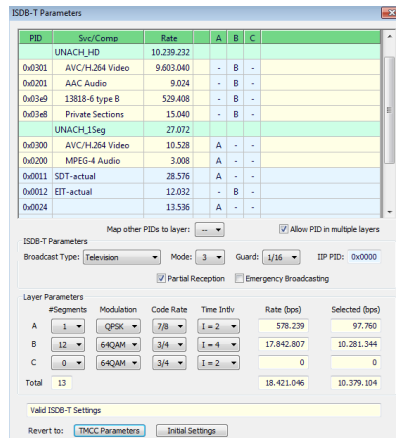 ISDB-T Parameters
PID Svc/Comp Rate A B C
UNACH_HD 10.239.232
0x0301 AVC/H.264 Video 9.603.040 - B -
0x0201 AAC Audio 9.024 - B -
0x03e9 13818-6 type B 529.408 - B -
0x03e8 Private Sections 15.040 - B -
UNACH_1Seg 27.072
0x0300 AVC/H.264 Video 10.528 A - -
0x0200 MPEG-4 Audio 3.008 A - -
0x0011 SDT-actual 28.576 A - -
0x0012 EIT-actual 12.032 - B -
0x0024 13.536 A - -
Map other PIDs to layer: -- Allow PID in multiple layers
ISDB-T Parameters
Broadcast Type: Television Mode: 3 Guard: 1/16 IIP PID: 0x0000
Partial Reception Emergency Broadcasting
Layer Parameters
#Segments Modulation Code Rate Time Intlv Rate (bps) Selected (bps)
A 1 QPSK 7/8 I = 2 578.239 97.760
B 12 64QAM 3/4 I = 4 17.842.807 10.281.344
C 0 64QAM 3/4 I = 2 0 0
Total 13 18.421.046 10.379.104
Valid ISDB-T Settings
Revert to: TMCC Parameters Initial Settings